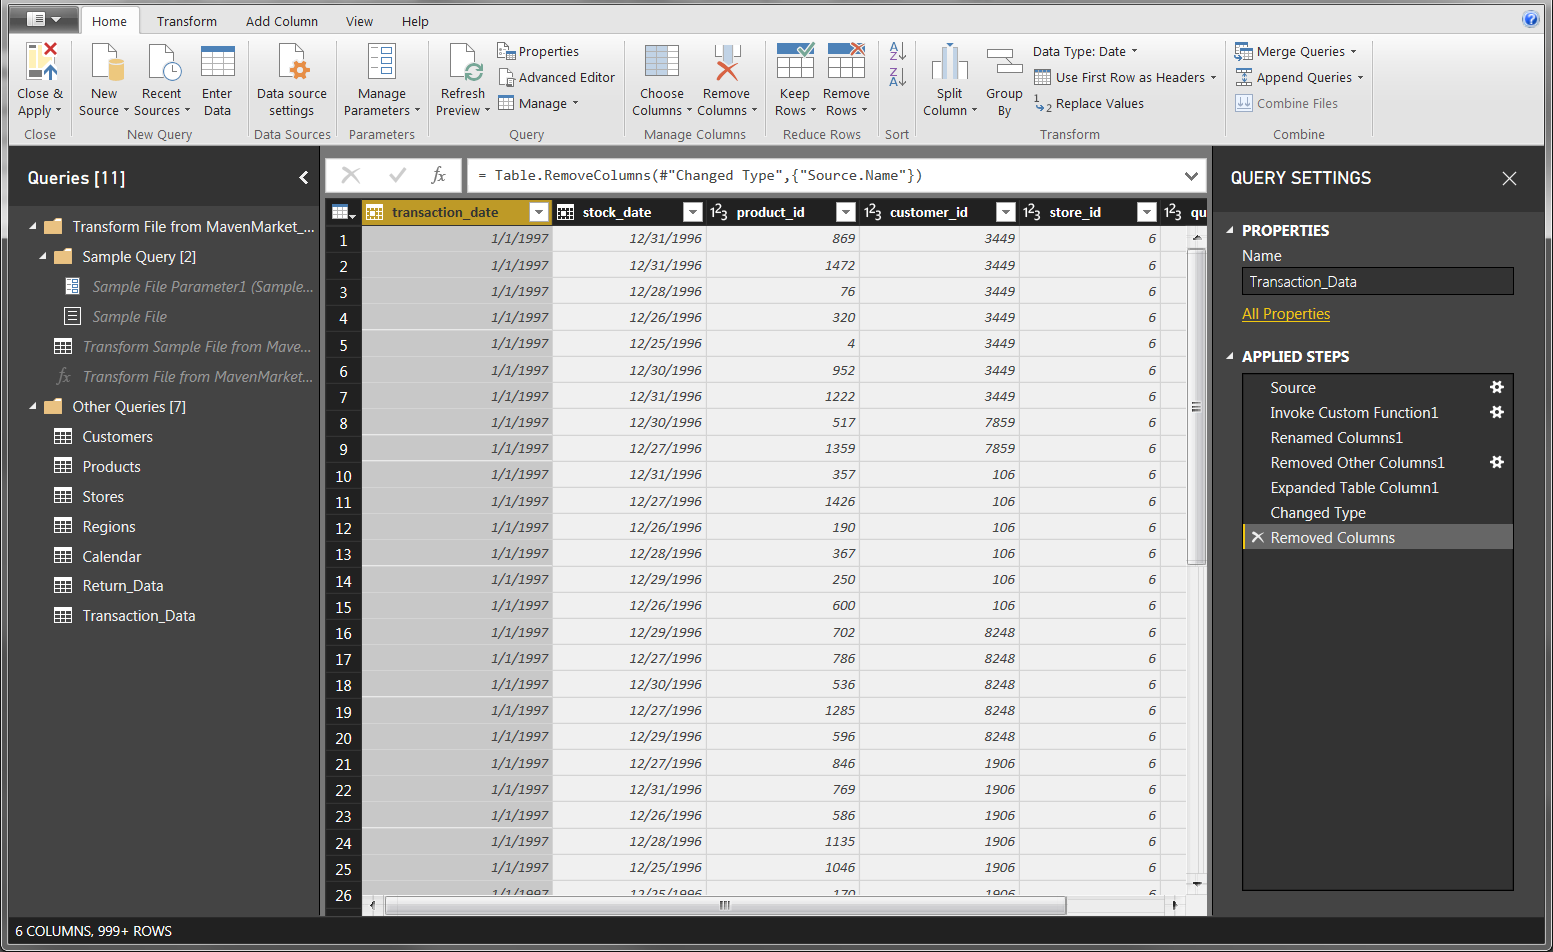 Home Transform Add Column View Help
Close & Apply
New Source
Recent Sources
Enter Data
Data source settings
Manage Parameters
Refresh Preview
Properties
Advanced Editor
Manage
Choose Columns
Remove Columns
Keep Rows
Remove Rows
A Z
Z A
Split Column
Group By
Data Type: Date
Use First Row as Headers
1 2 Replace Values
Merge Queries
Append Queries
Combine Files
Close New Query Data Sources Parameters Query Manage Columns Reduce Rows Sort Transform Combine
Queries [11]
Transform File from MavenMarket_...
Sample Query [2]
Sample File Parameter1 (Sample...
Sample File
Transform Sample File from Mave...
fx Transform File from MavenMarket...
Other Queries [7]
Customers
Products
Stores
Regions
Calendar
Return_Data
Transaction_Data
fx = Table.RemoveColumns(#"Changed Type",{"Source.Name"})
transaction_date stock_date 123 product_id 123 customer_id 123 store_id 123 qu
1 1/1/1997 12/31/1996 869 3449 6
2 1/1/1997 12/31/1996 1472 3449 6
3 1/1/1997 12/28/1996 76 3449 6
4 1/1/1997 12/26/1996 320 3449 6
5 1/1/1997 12/25/1996 4 3449 6
6 1/1/1997 12/30/1996 952 3449 6
7 1/1/1997 12/31/1996 1222 3449 6
8 1/1/1997 12/30/1996 517 7859 6
9 1/1/1997 12/27/1996 1359 7859 6
10 1/1/1997 12/31/1996 357 106 6
11 1/1/1997 12/27/1996 1426 106 6
12 1/1/1997 12/26/1996 190 106 6
13 1/1/1997 12/28/1996 367 106 6
14 1/1/1997 12/29/1996 250 106 6
15 1/1/1997 12/26/1996 600 106 6
16 1/1/1997 12/29/1996 702 8248 6
17 1/1/1997 12/27/1996 786 8248 6
18 1/1/1997 12/30/1996 536 8248 6
19 1/1/1997 12/27/1996 1285 8248 6
20 1/1/1997 12/29/1996 596 8248 6
21 1/1/1997 12/27/1996 846 1906 6
22 1/1/1997 12/31/1996 769 1906 6
23 1/1/1997 12/26/1996 586 1906 6
24 1/1/1997 12/28/1996 1135 1906 6
25 1/1/1997 12/25/1996 1046 1906 6
26 1/1/1997 12/25/1996 170 1906 6
QUERY SETTINGS
PROPERTIES
Name
Transaction_Data
All Properties
APPLIED STEPS
Source
Invoke Custom Function1
Renamed Columns1
Removed Other Columns1
Expanded Table Column1
Changed Type
Removed Columns
6 COLUMNS, 999+ ROWS